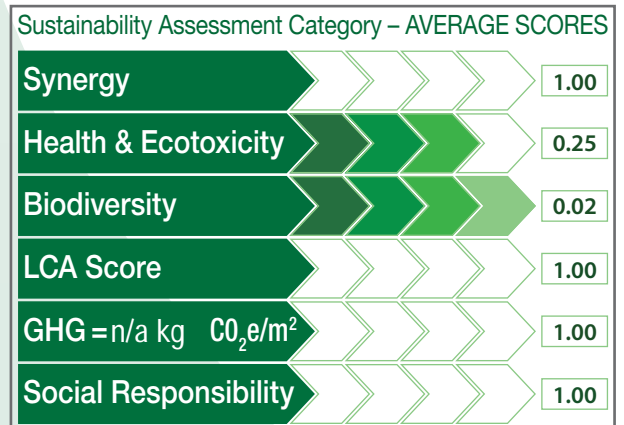 Sustainability Assessment Category – AVERAGE SCORES
Synergy 1.00
Health & Ecotoxicity 0.25
Biodiversity 0.02
LCA Score 1.00
GHG = n/a kg CO₂e/m² 1.00
Social Responsibility 1.00